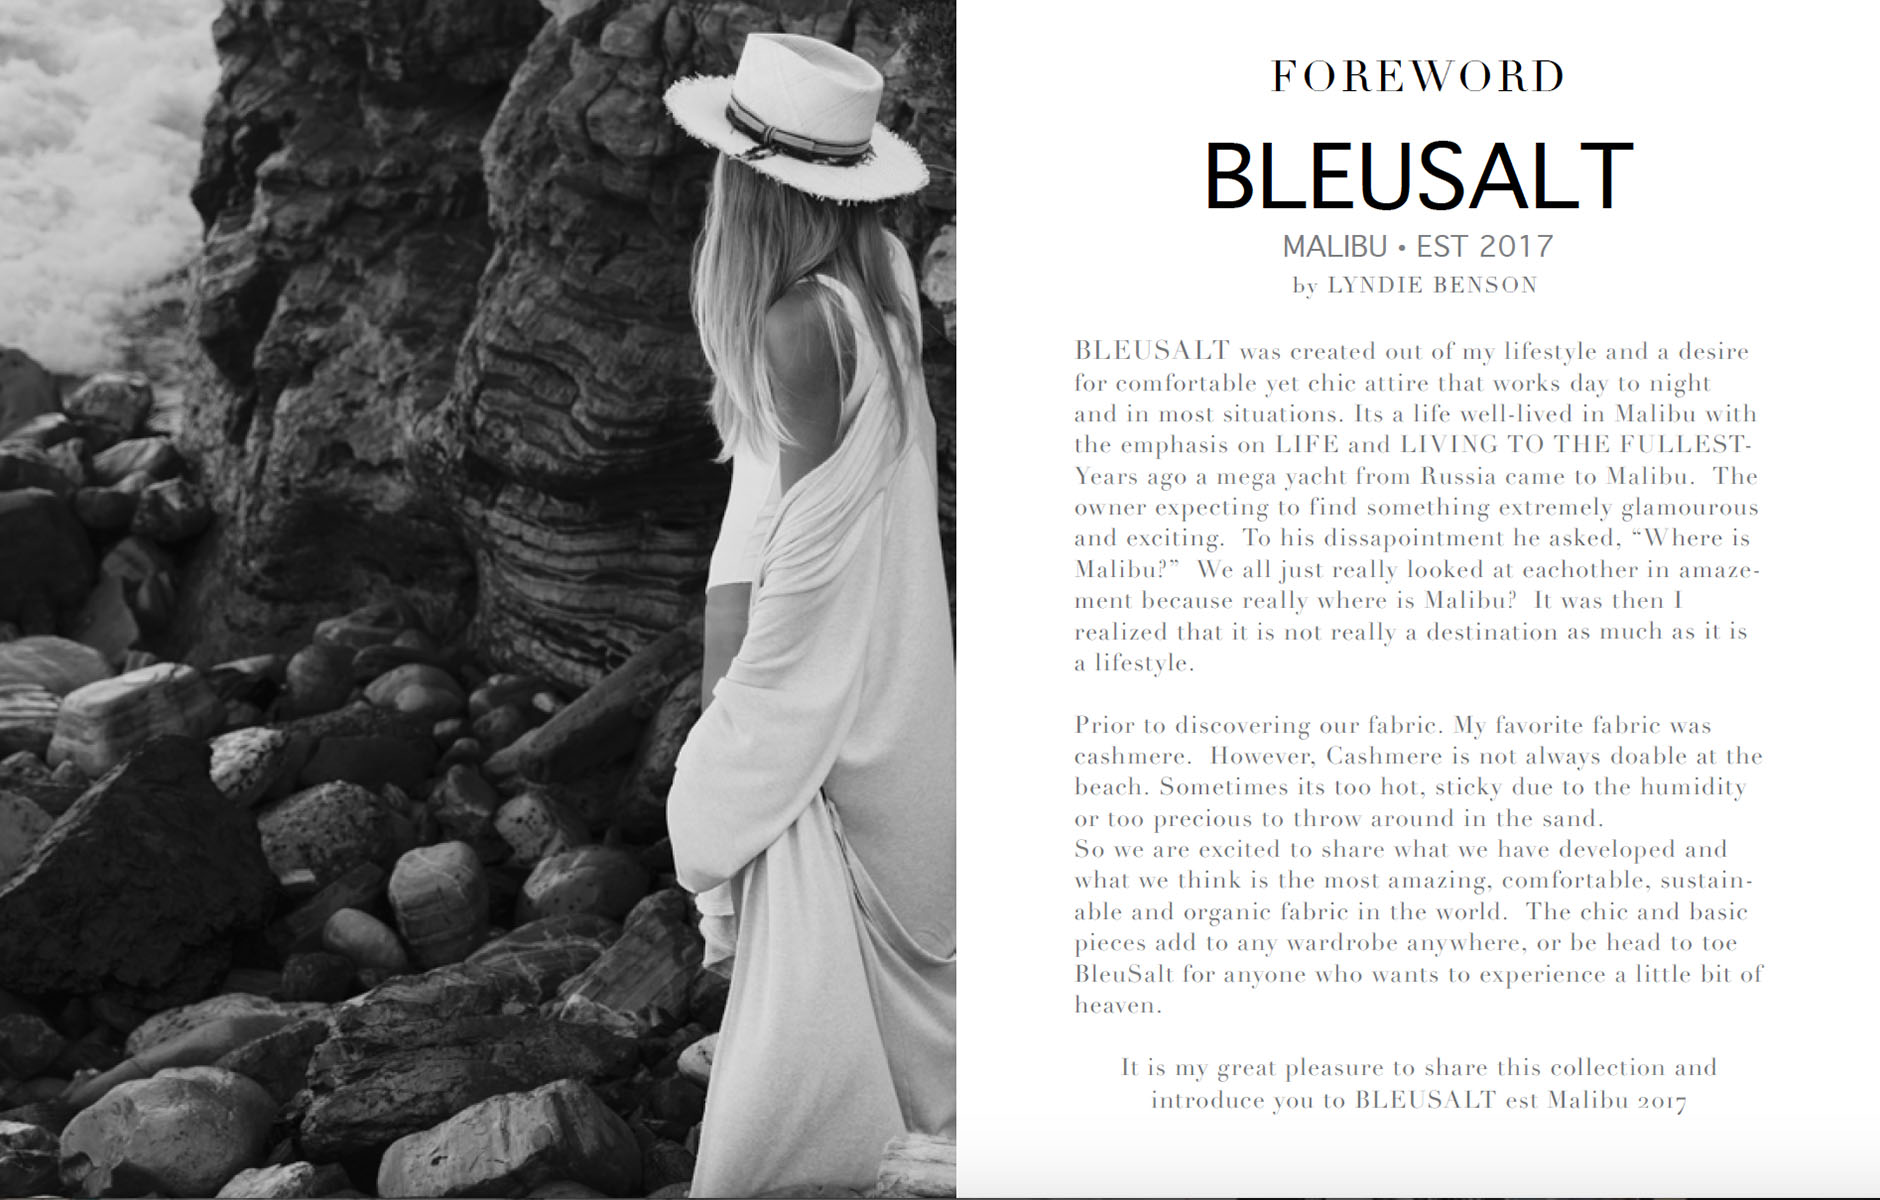 FOREWORD
BLEUSALT
MALIBU • EST 2017
by LYNDIE BENSON
BLEUSALT was created out of my lifestyle and a desire
for comfortable yet chic attire that works day to night
and in most situations. Its a life well-lived in Malibu with
the emphasis on LIFE and LIVING TO THE FULLEST-
Years ago a mega yacht from Russia came to Malibu.  The
owner expecting to find something extremely glamourous
and exciting.  To his dissapointment he asked, “Where is
Malibu?”  We all just really looked at eachother in amaze-
ment because really where is Malibu?  It was then I
realized that it is not really a destination as much as it is
a lifestyle.
Prior to discovering our fabric. My favorite fabric was
cashmere.  However, Cashmere is not always doable at the
beach. Sometimes its too hot, sticky due to the humidity
or too precious to throw around in the sand.
So we are excited to share what we have developed and
what we think is the most amazing, comfortable, sustain-
able and organic fabric in the world.  The chic and basic
pieces add to any wardrobe anywhere, or be head to toe
BleuSalt for anyone who wants to experience a little bit of
heaven.
It is my great pleasure to share this collection and
introduce you to BLEUSALT est Malibu 2017